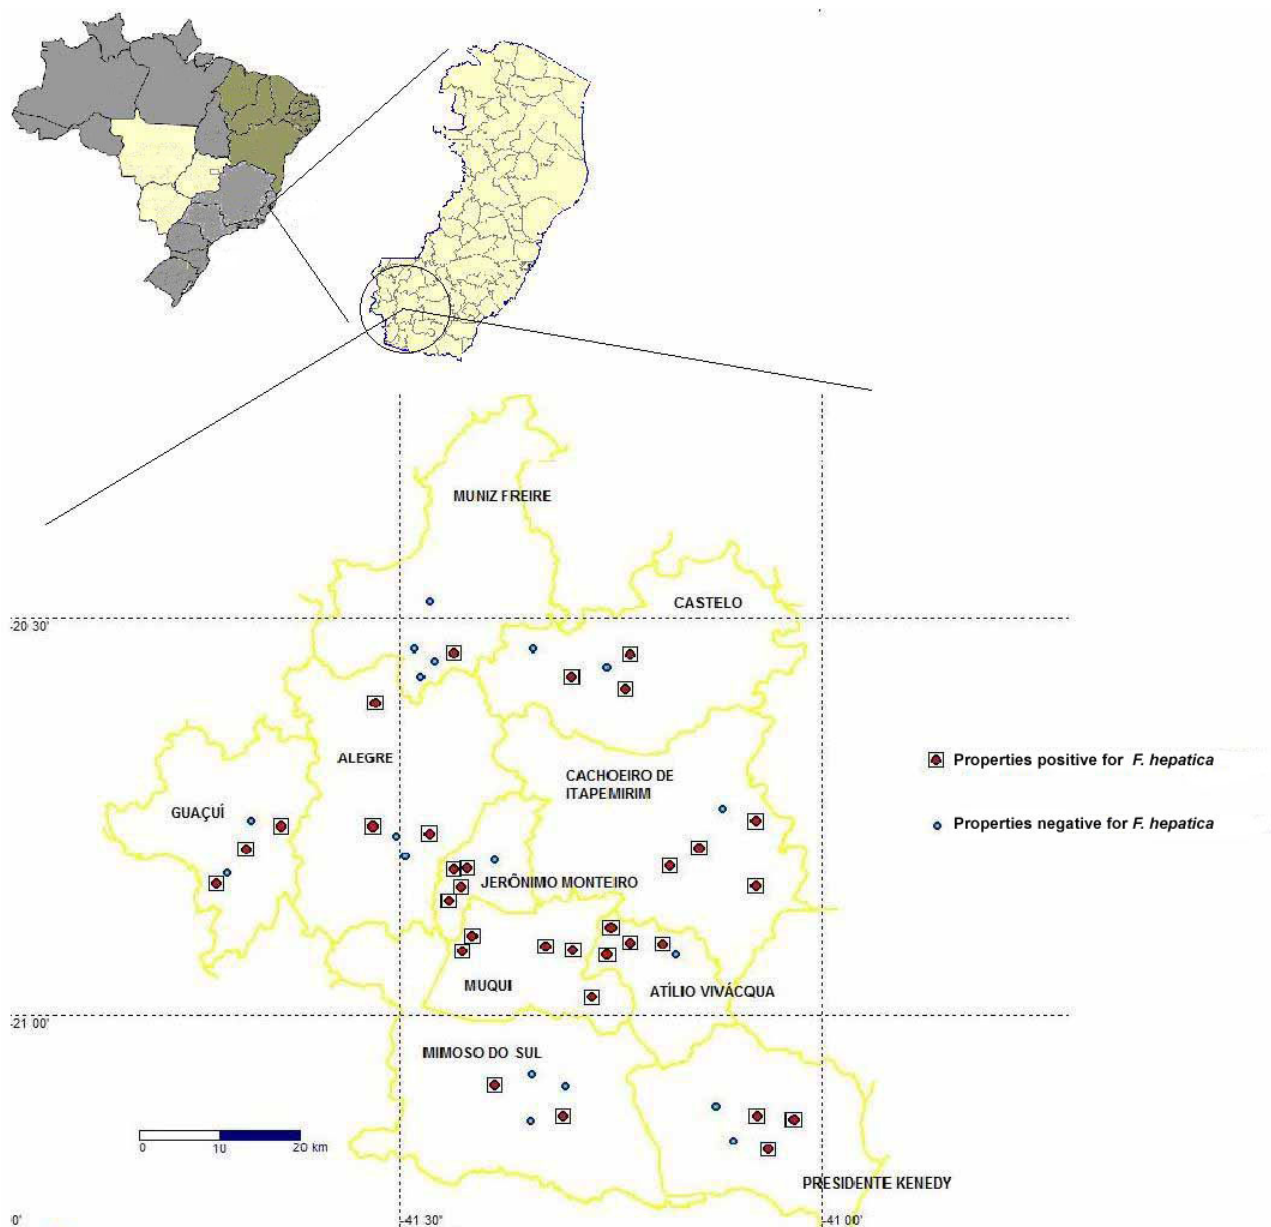 MUNIZ FREIRE
CASTELO
-20 30'
ALEGRE
CACHOEIRO DE
ITAPEMIRIM
Properties positive for F. hepatica
GUAÇUÍ
Properties negative for F. hepatica
JERÔNIMO MONTEIRO
MUQUI
ATÍLIO VIVÁCQUA
-21 00'
MIMOSO DO SUL
0 10 20 km
PRESIDENTE KENEDY
0' -41 30' -41 00'